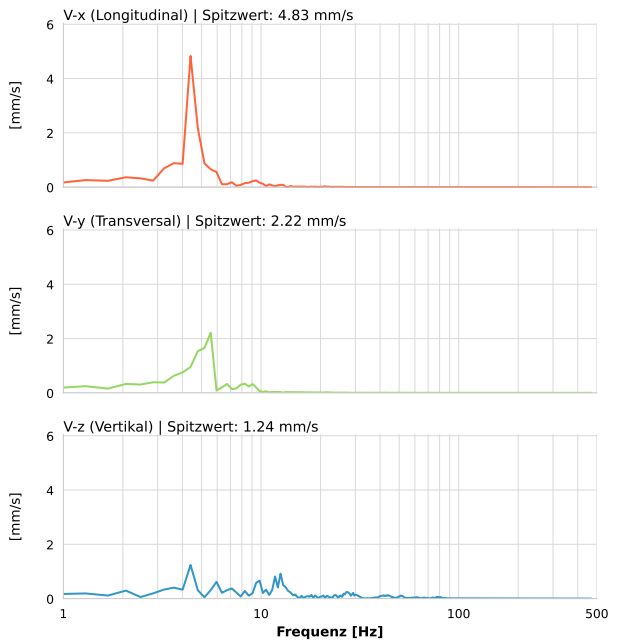 V-x (Longitudinal) | Spitzwert: 4.83 mm/s
6
4
2
0
[mm/s]
V-y (Transversal) | Spitzwert: 2.22 mm/s
6
4
2
0
[mm/s]
V-z (Vertikal) | Spitzwert: 1.24 mm/s
6
4
2
0
[mm/s]
1 10 100 500
Frequenz [Hz]